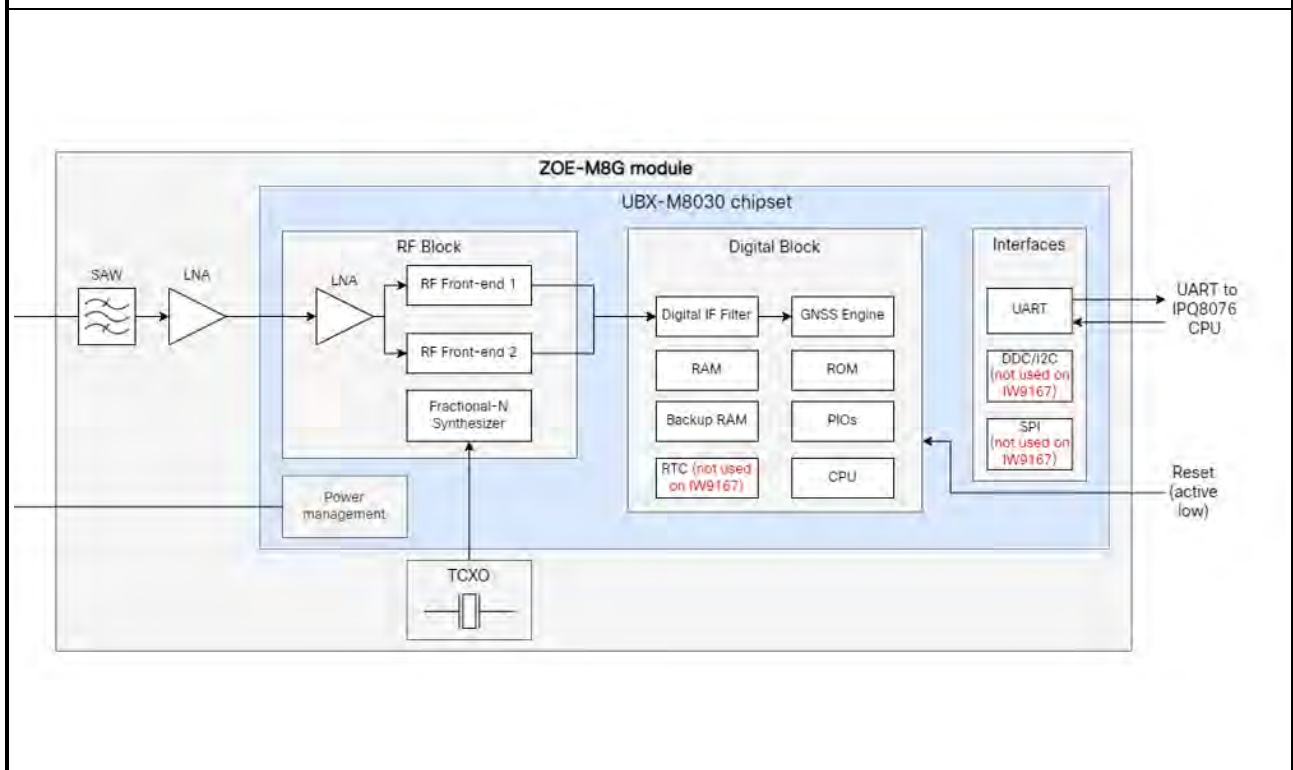 ZOE-M8G module
UBX-M8030 chipset
SAW
LNA
RF Block
LNA
RF Front-end 1
RF Front-end 2
Fractional-N
Synthesizer
Power
management
TCXO
Digital Block
Digital IF Filter
GNSS Engine
RAM
ROM
Backup RAM
PIOs
RTC (not used
on IW9167)
CPU
Interfaces
UART
DDC/I2C
(not used on
IW9167)
SPI
(not used on
IW9167)
UART to
IPQ8076
CPU
Reset
(active
low)